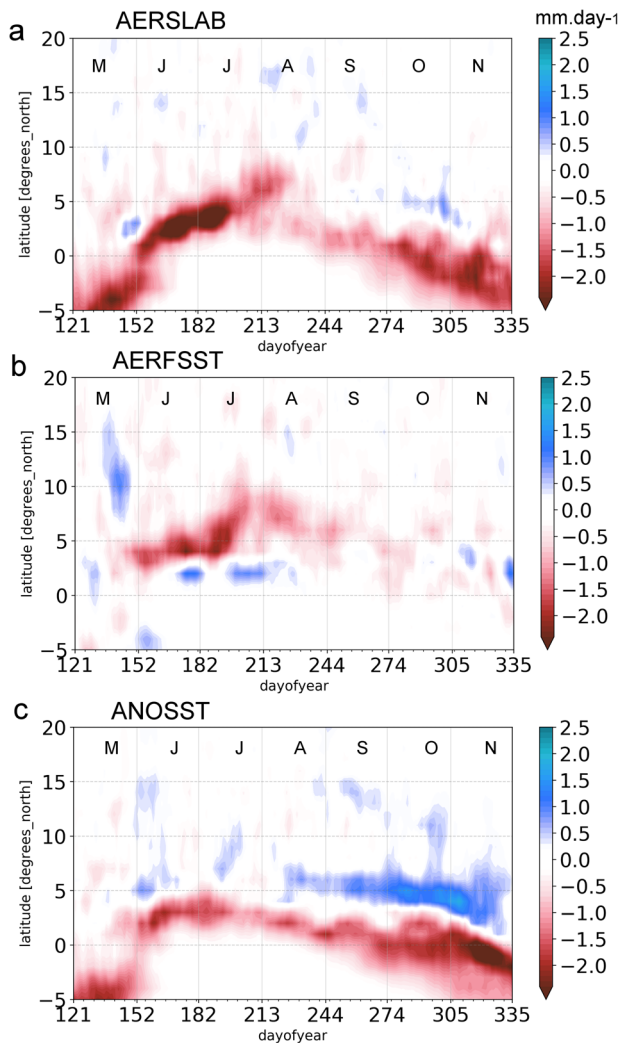 a AERSLAB mm.day-1
20 M J J A S O N 2.5
2.0
15 1.5
1.0
10 0.5
0.0
5 −0.5
−1.0
0 −1.5
−2.0
−5
latitude [degrees_north]
121 152 182 213 244 274 305 335
dayofyear
b AERFSST
20 M J J A S O N 2.5
2.0
15 1.5
1.0
10 0.5
0.0
5 −0.5
−1.0
0 −1.5
−2.0
−5
latitude [degrees_north]
121 152 182 213 244 274 305 335
dayofyear
c ANOSST
20 M J J A S O N 2.5
2.0
15 1.5
1.0
10 0.5
0.0
5 −0.5
−1.0
0 −1.5
−2.0
−5
latitude [degrees_north]
121 152 182 213 244 274 305 335
dayofyear